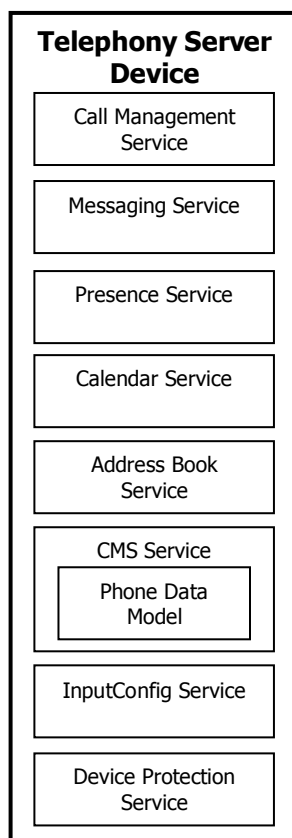 Telephony Server
Device
Call Management
Service
Messaging Service
Presence Service
Calendar Service
Address Book
Service
CMS Service
Phone Data
Model
InputConfig Service
Device Protection
Service